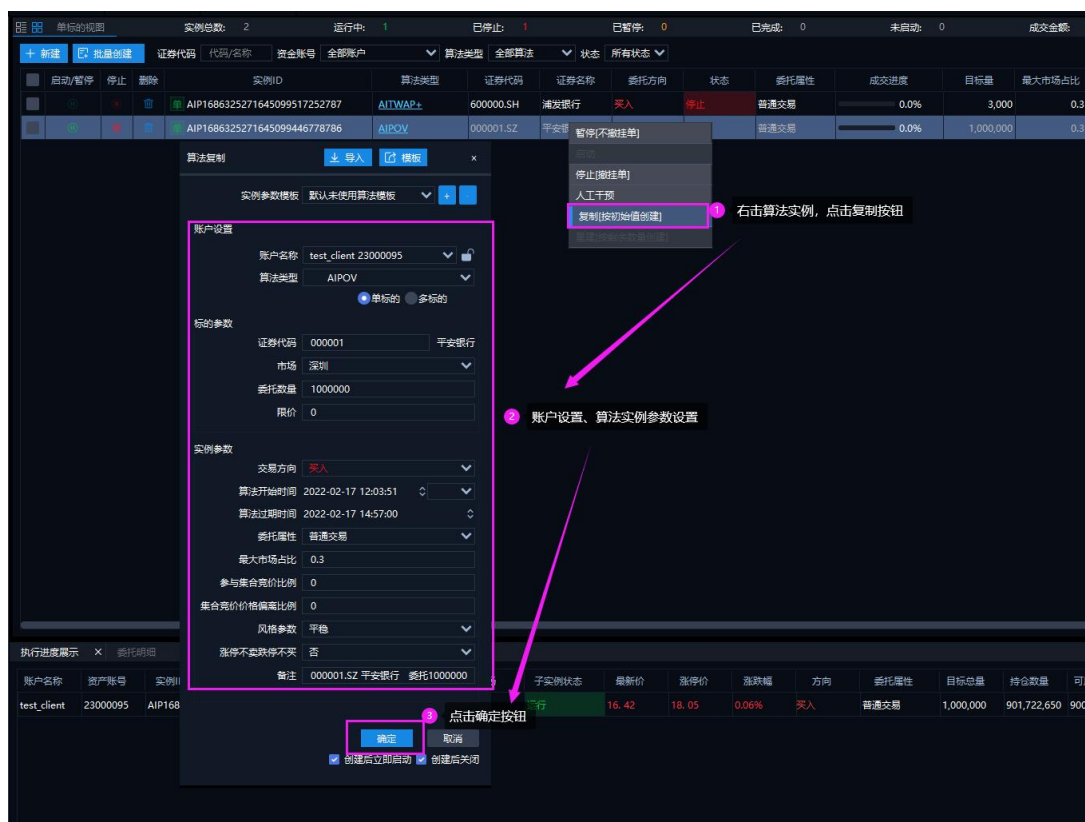 单标的视图 实例总数: 2 运行中: 1 已停止: 1 已暂停: 0 已完成: 0 未启动: 0 成交金额:
+ 新建 批量创建 证券代码 代码/名称 资金账号 全部账户 算法类型 全部算法 状态 所有状态
启动/暂停 停止 删除 实例ID 算法类型 证券代码 证券名称 委托方向 状态 委托属性 成交进度 目标量 最大市场占比
单 AIP16863252716450995172527​87 AITWAP+ 600000.SH 浦发银行 买入 停止 普通交易 0.0% 3,000 0.3
单 AIP1686325271645099446778786 AIPOV 000001.SZ 平安银 普通交易 0.0% 1,000,000 0.3
暂停[不撤挂单]
启动
停止[撤挂单]
人工干预
复制[按初始值创建]
1 右击算法实例，点击复制按钮
算法复制 导入 模板 ×
实例参数模板 默认未使用算法模板 + -
账户设置
账户名称 test_client 23000095
算法类型 AIPOV
单标的 多标的
标的参数
证券代码 000001 平安银行
市场 深圳
委托数量 1000000
限价 0
2 账户设置、算法实例参数设置
实例参数
交易方向 买入
算法开始时间 2022-02-17 12:03:51
算法过期时间 2022-02-17 14:57:00
委托属性 普通交易
最大市场占比 0.3
参与集合竞价比例 0
集合竞价价格偏离比例 0
风格参数 平稳
涨停不卖跌停不买 否
备注 000001.SZ 平安银行 委托1000000
3 点击确定按钮
确定 取消
创建后立即启动 创建后关闭
执行进度展示 × 委托明细
账户名称 资产账号 实例I 子实例状态 最新价 涨停价 涨跌幅 方向 委托属性 目标总量 持仓数量 可
test_client 23000095 AIP168 行 16.42 18.05 0.06% 买入 普通交易 1,000,000 901,722,650 900